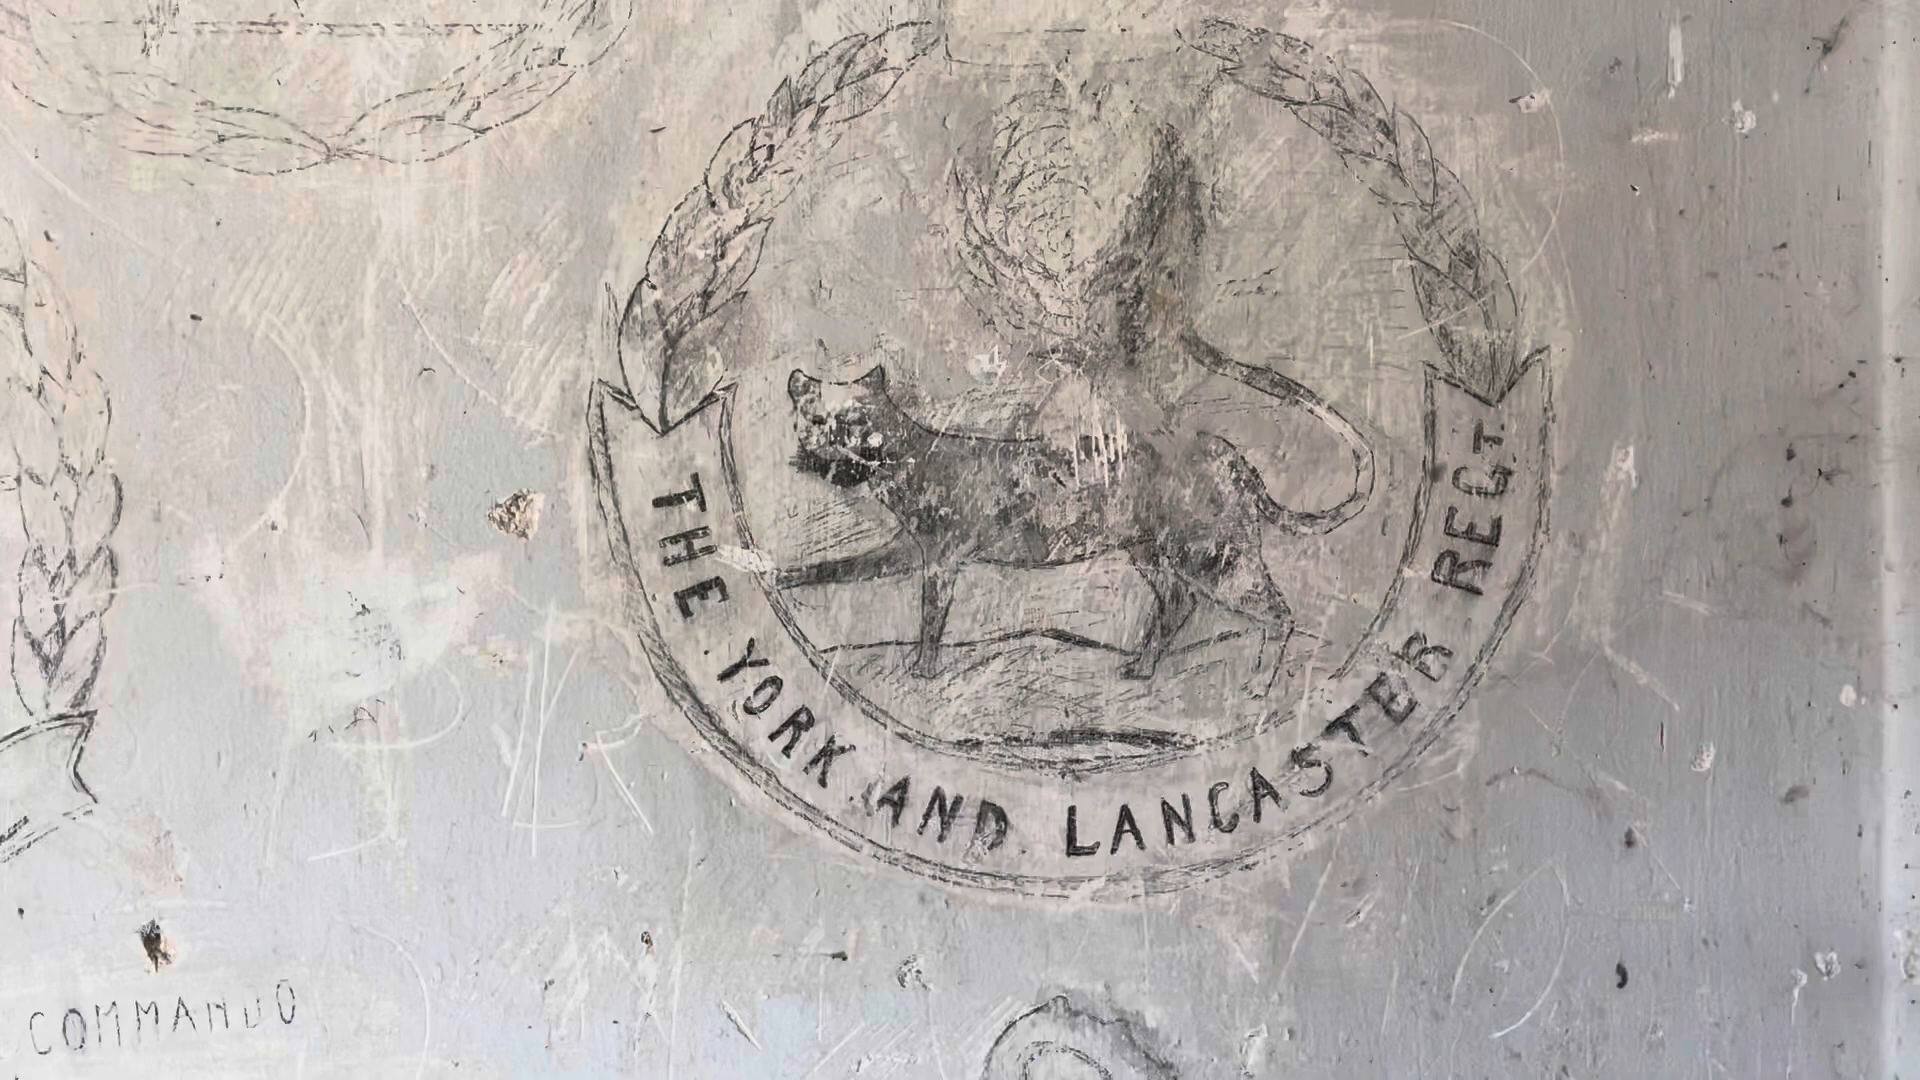 THE YORK AND LANCASTER REGT.
COMMANDO